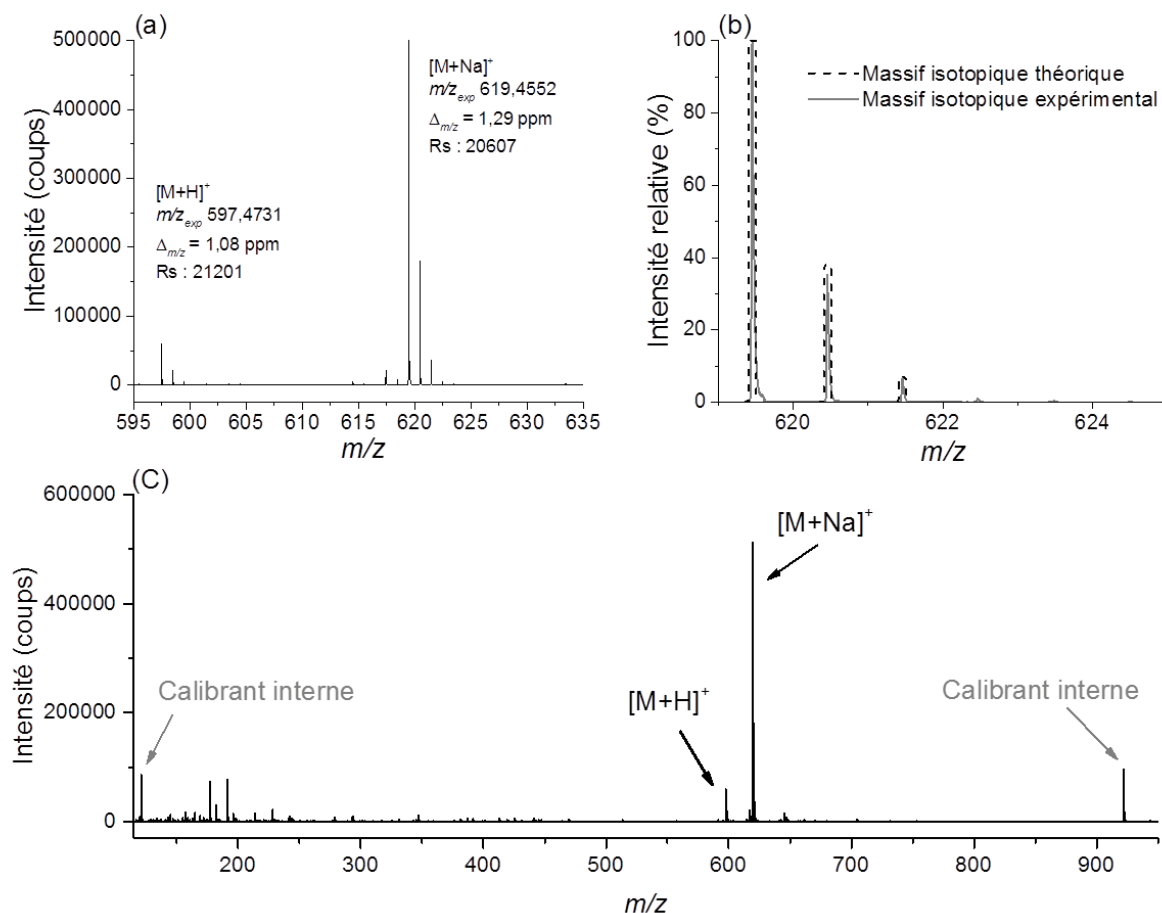 (a)
500000
400000
300000
200000
100000
0
Intensité (coups)
[M+Na]⁺
m/z_exp 619,4552
Δ_m/z = 1,29 ppm
Rs : 20607
[M+H]⁺
m/z_exp 597,4731
Δ_m/z = 1,08 ppm
Rs : 21201
595 600 605 610 615 620 625 630 635
m/z
(b)
100
80
60
40
20
0
Intensité relative (%)
Massif isotopique théorique
Massif isotopique expérimental
620 622 624
m/z
(C)
600000
400000
200000
0
Intensité (coups)
[M+Na]⁺
Calibrant interne
[M+H]⁺
Calibrant interne
200 300 400 500 600 700 800 900
m/z